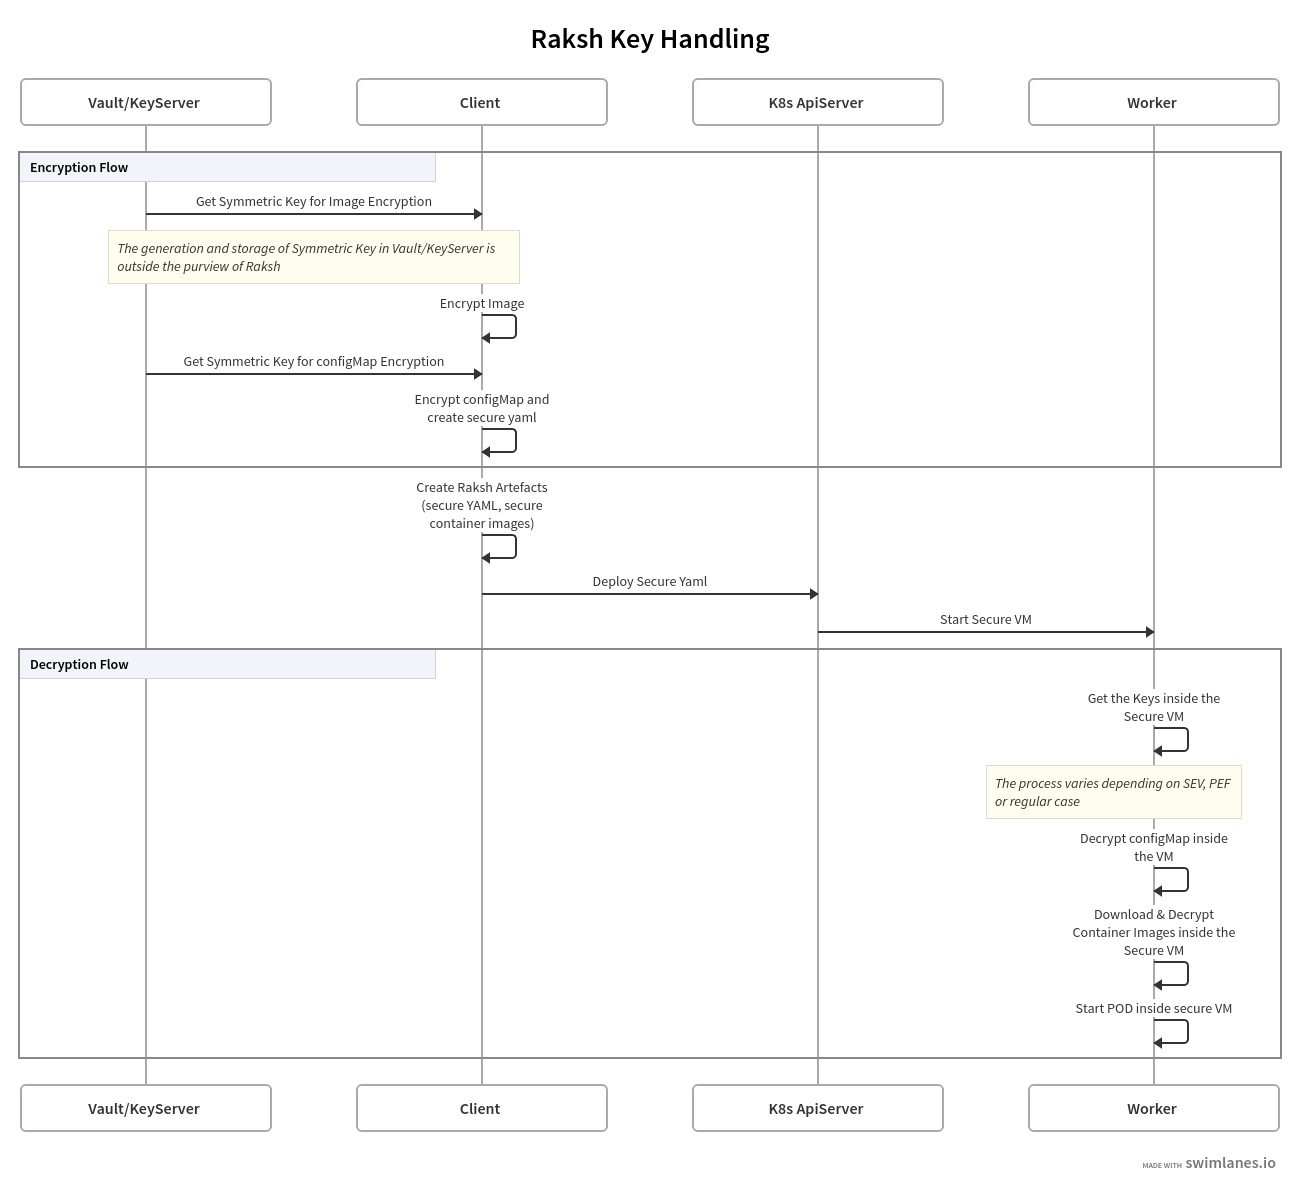 Raksh Key Handling
Vault/KeyServer
Client
K8s ApiServer
Worker
Encryption Flow
Get Symmetric Key for Image Encryption
The generation and storage of Symmetric Key in Vault/KeyServer is
outside the purview of Raksh
Encrypt Image
Get Symmetric Key for configMap Encryption
Encrypt configMap and
create secure yaml
Create Raksh Artefacts
(secure YAML, secure
container images)
Deploy Secure Yaml
Start Secure VM
Decryption Flow
Get the Keys inside the
Secure VM
The process varies depending on SEV, PEF
or regular case
Decrypt configMap inside
the VM
Download & Decrypt
Container Images inside the
Secure VM
Start POD inside secure VM
Vault/KeyServer
Client
K8s ApiServer
Worker
MADE WITH swimlanes.io